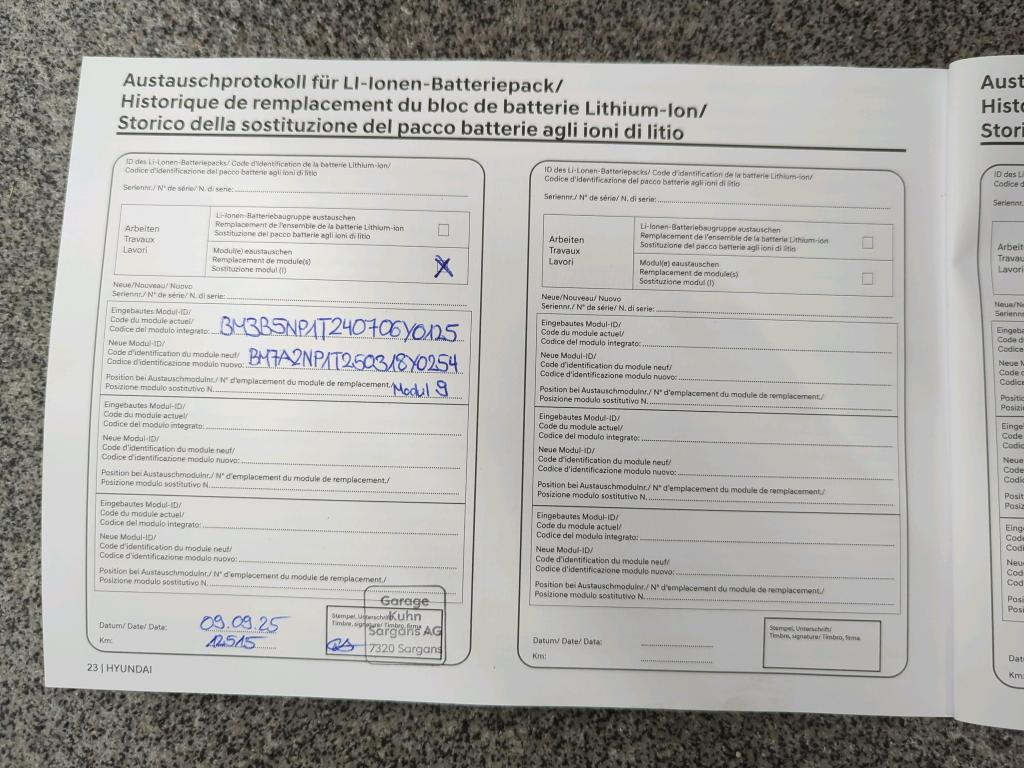 Austauschprotokoll für LI-Ionen-Batteriepack/
Historique de remplacement du bloc de batterie Lithium-Ion/
Storico della sostituzione del pacco batterie agli ioni di litio
ID des Li-Lonen-Batteriepacks/ Code d'identification de la batterie Lithium-ion/
Codice d'identificazione del pacco batterie agli ioni di litio
Seriennr./ N° de série/ N. di serie:
Arbeiten
Travaux
Lavori
Li-Ionen-Batteriebaugruppe austauschen
Remplacement de l'ensemble de la batterie Lithium-ion
Sostituzione del pacco batterie agli ioni di litio
Modul(e) eaustauschen
Remplacement de module(s)
Sostituzione modul (I)
X
Neue/Nouveau/ Nuovo
Seriennr./ N° de série/ N. di serie:
Eingebautes Modul-ID/
Code du module actuel/
Codice del modulo integrato: BM3B5NP1T240706Y0125
Neue Modul-ID/
Code d'identification du module neuf/
Codice d'identificazione modulo nuovo: BM7A2NP1T250318Y0254
Position bei Austauschmodulnr./ N° d'emplacement du module de remplacement./
Posizione modulo sostitutivo N. Modul 9
Eingebautes Modul-ID/
Code du module actuel/
Codice del modulo integrato:
Neue Modul-ID/
Code d'identification du module neuf/
Codice d'identificazione modulo nuovo:
Position bei Austauschmodulnr./ N° d'emplacement du module de remplacement./
Posizione modulo sostitutivo N.
Eingebautes Modul-ID/
Code du module actuel/
Codice del modulo integrato:
Neue Modul-ID/
Code d'identification du module neuf/
Codice d'identificazione modulo nuovo:
Position bei Austauschmodulnr./ N° d'emplacement du module de remplacement./
Posizione modulo sostitutivo N.
Datum/ Date/ Data: 09.09.25
Km: 12515
Stempel, Unterschrift/
Timbre, signature/ Timbro, firma
Garage
Kuhn
Sargans AG
7320 Sargans
23 | HYUNDAI
ID des Li-Lonen-Batteriepacks/ Code d'identification de la batterie Lithium-ion/
Codice d'identificazione del pacco batterie agli ioni di litio
Seriennr./ N° de série/ N. di serie:
Arbeiten
Travaux
Lavori
Li-Ionen-Batteriebaugruppe austauschen
Remplacement de l'ensemble de la batterie Lithium-ion
Sostituzione del pacco batterie agli ioni di litio
Modul(e) eaustauschen
Remplacement de module(s)
Sostituzione modul (I)
Neue/Nouveau/ Nuovo
Seriennr./ N° de série/ N. di serie:
Eingebautes Modul-ID/
Code du module actuel/
Codice del modulo integrato:
Neue Modul-ID/
Code d'identification du module neuf/
Codice d'identificazione modulo nuovo:
Position bei Austauschmodulnr./ N° d'emplacement du module de remplacement./
Posizione modulo sostitutivo N.
Eingebautes Modul-ID/
Code du module actuel/
Codice del modulo integrato:
Neue Modul-ID/
Code d'identification du module neuf/
Codice d'identificazione modulo nuovo:
Position bei Austauschmodulnr./ N° d'emplacement du module de remplacement./
Posizione modulo sostitutivo N.
Eingebautes Modul-ID/
Code du module actuel/
Codice del modulo integrato:
Neue Modul-ID/
Code d'identification du module neuf/
Codice d'identificazione modulo nuovo:
Position bei Austauschmodulnr./ N° d'emplacement du module de remplacement./
Posizione modulo sostitutivo N.
Datum/ Date/ Data:
Km:
Stempel, Unterschrift/
Timbro, signature/ Timbro, firma